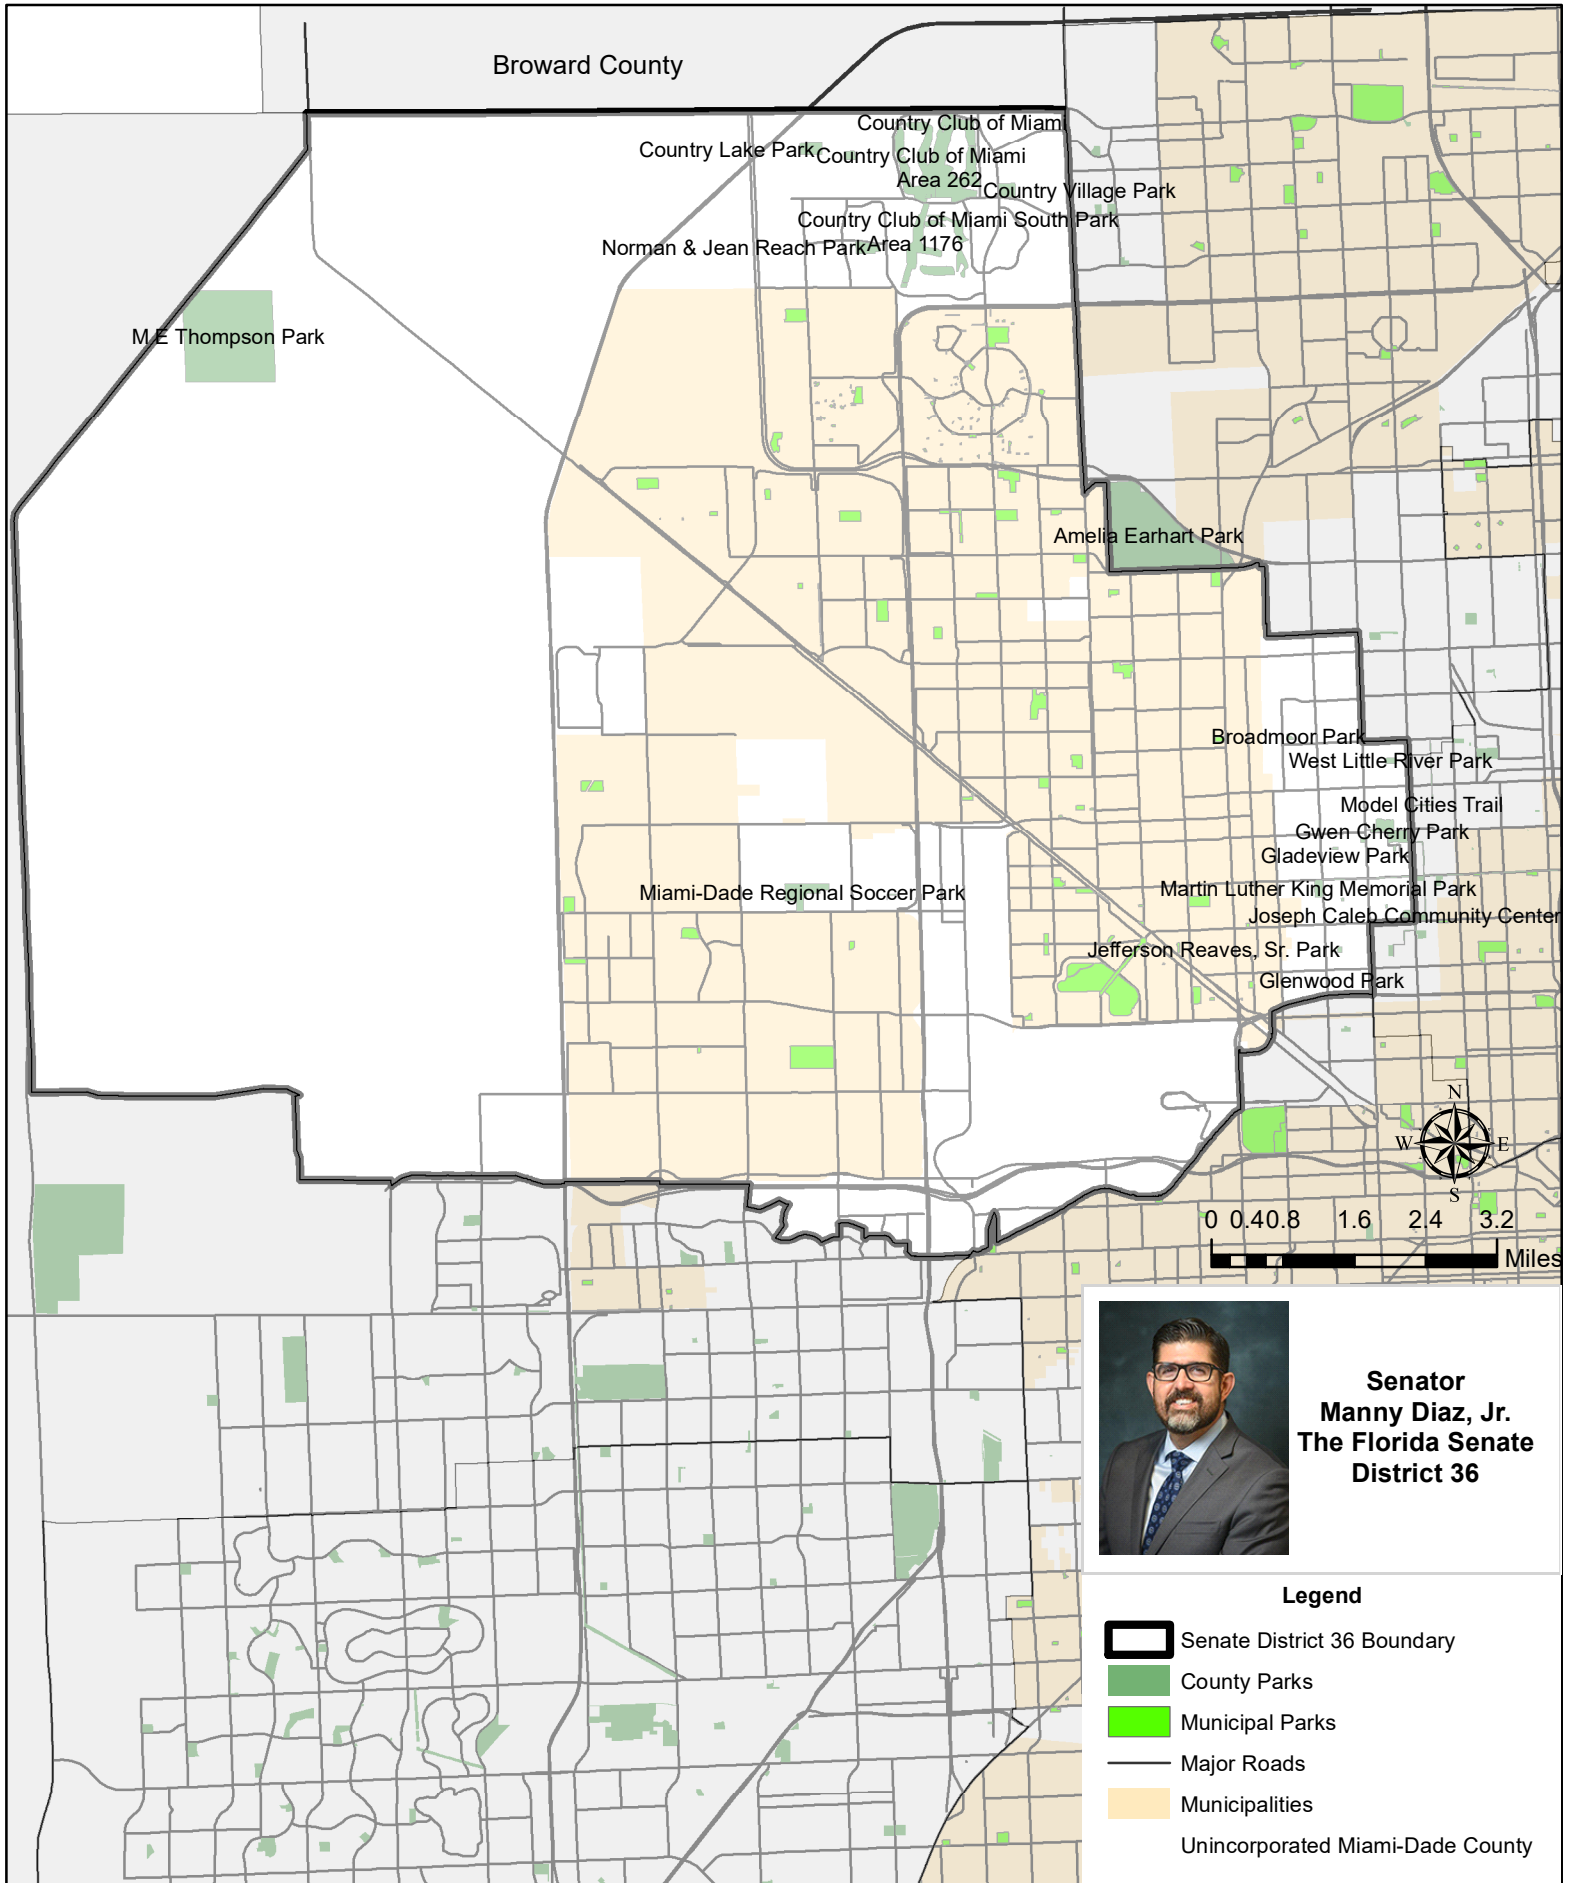 Broward County
Country Club of Miami
Country Lake Park
Country Club of Miami
Area 262
Country Village Park
Country Club of Miami South Park
Norman & Jean Reach Park
Area 1176
M E Thompson Park
Amelia Earhart Park
Broadmoor Park
West Little River Park
Model Cities Trail
Gwen Cherry Park
Gladeview Park
Miami-Dade Regional Soccer Park
Martin Luther King Memorial Park
Joseph Caleb Community Center
Jefferson Reaves, Sr. Park
Glenwood Park
N
W E
S
0 0.40.8 1.6 2.4 3.2
Miles
Senator
Manny Diaz, Jr.
The Florida Senate
District 36
Legend
Senate District 36 Boundary
County Parks
Municipal Parks
Major Roads
Municipalities
Unincorporated Miami-Dade County